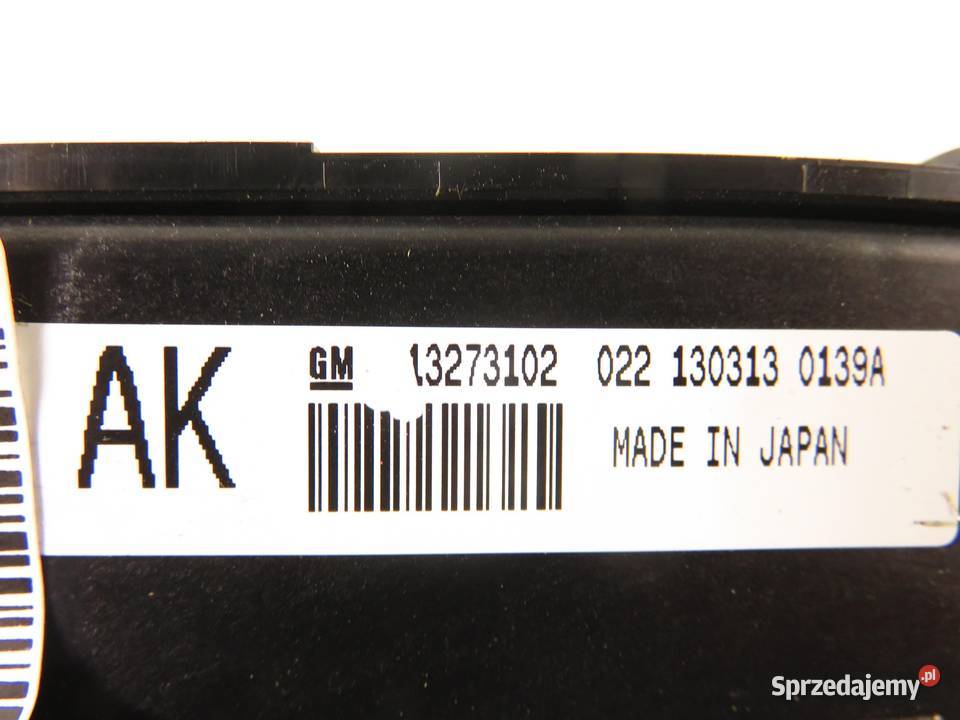 AK GM 13273102 022 130313 0139A
MADE IN JAPAN
Sprzedajemy.pl